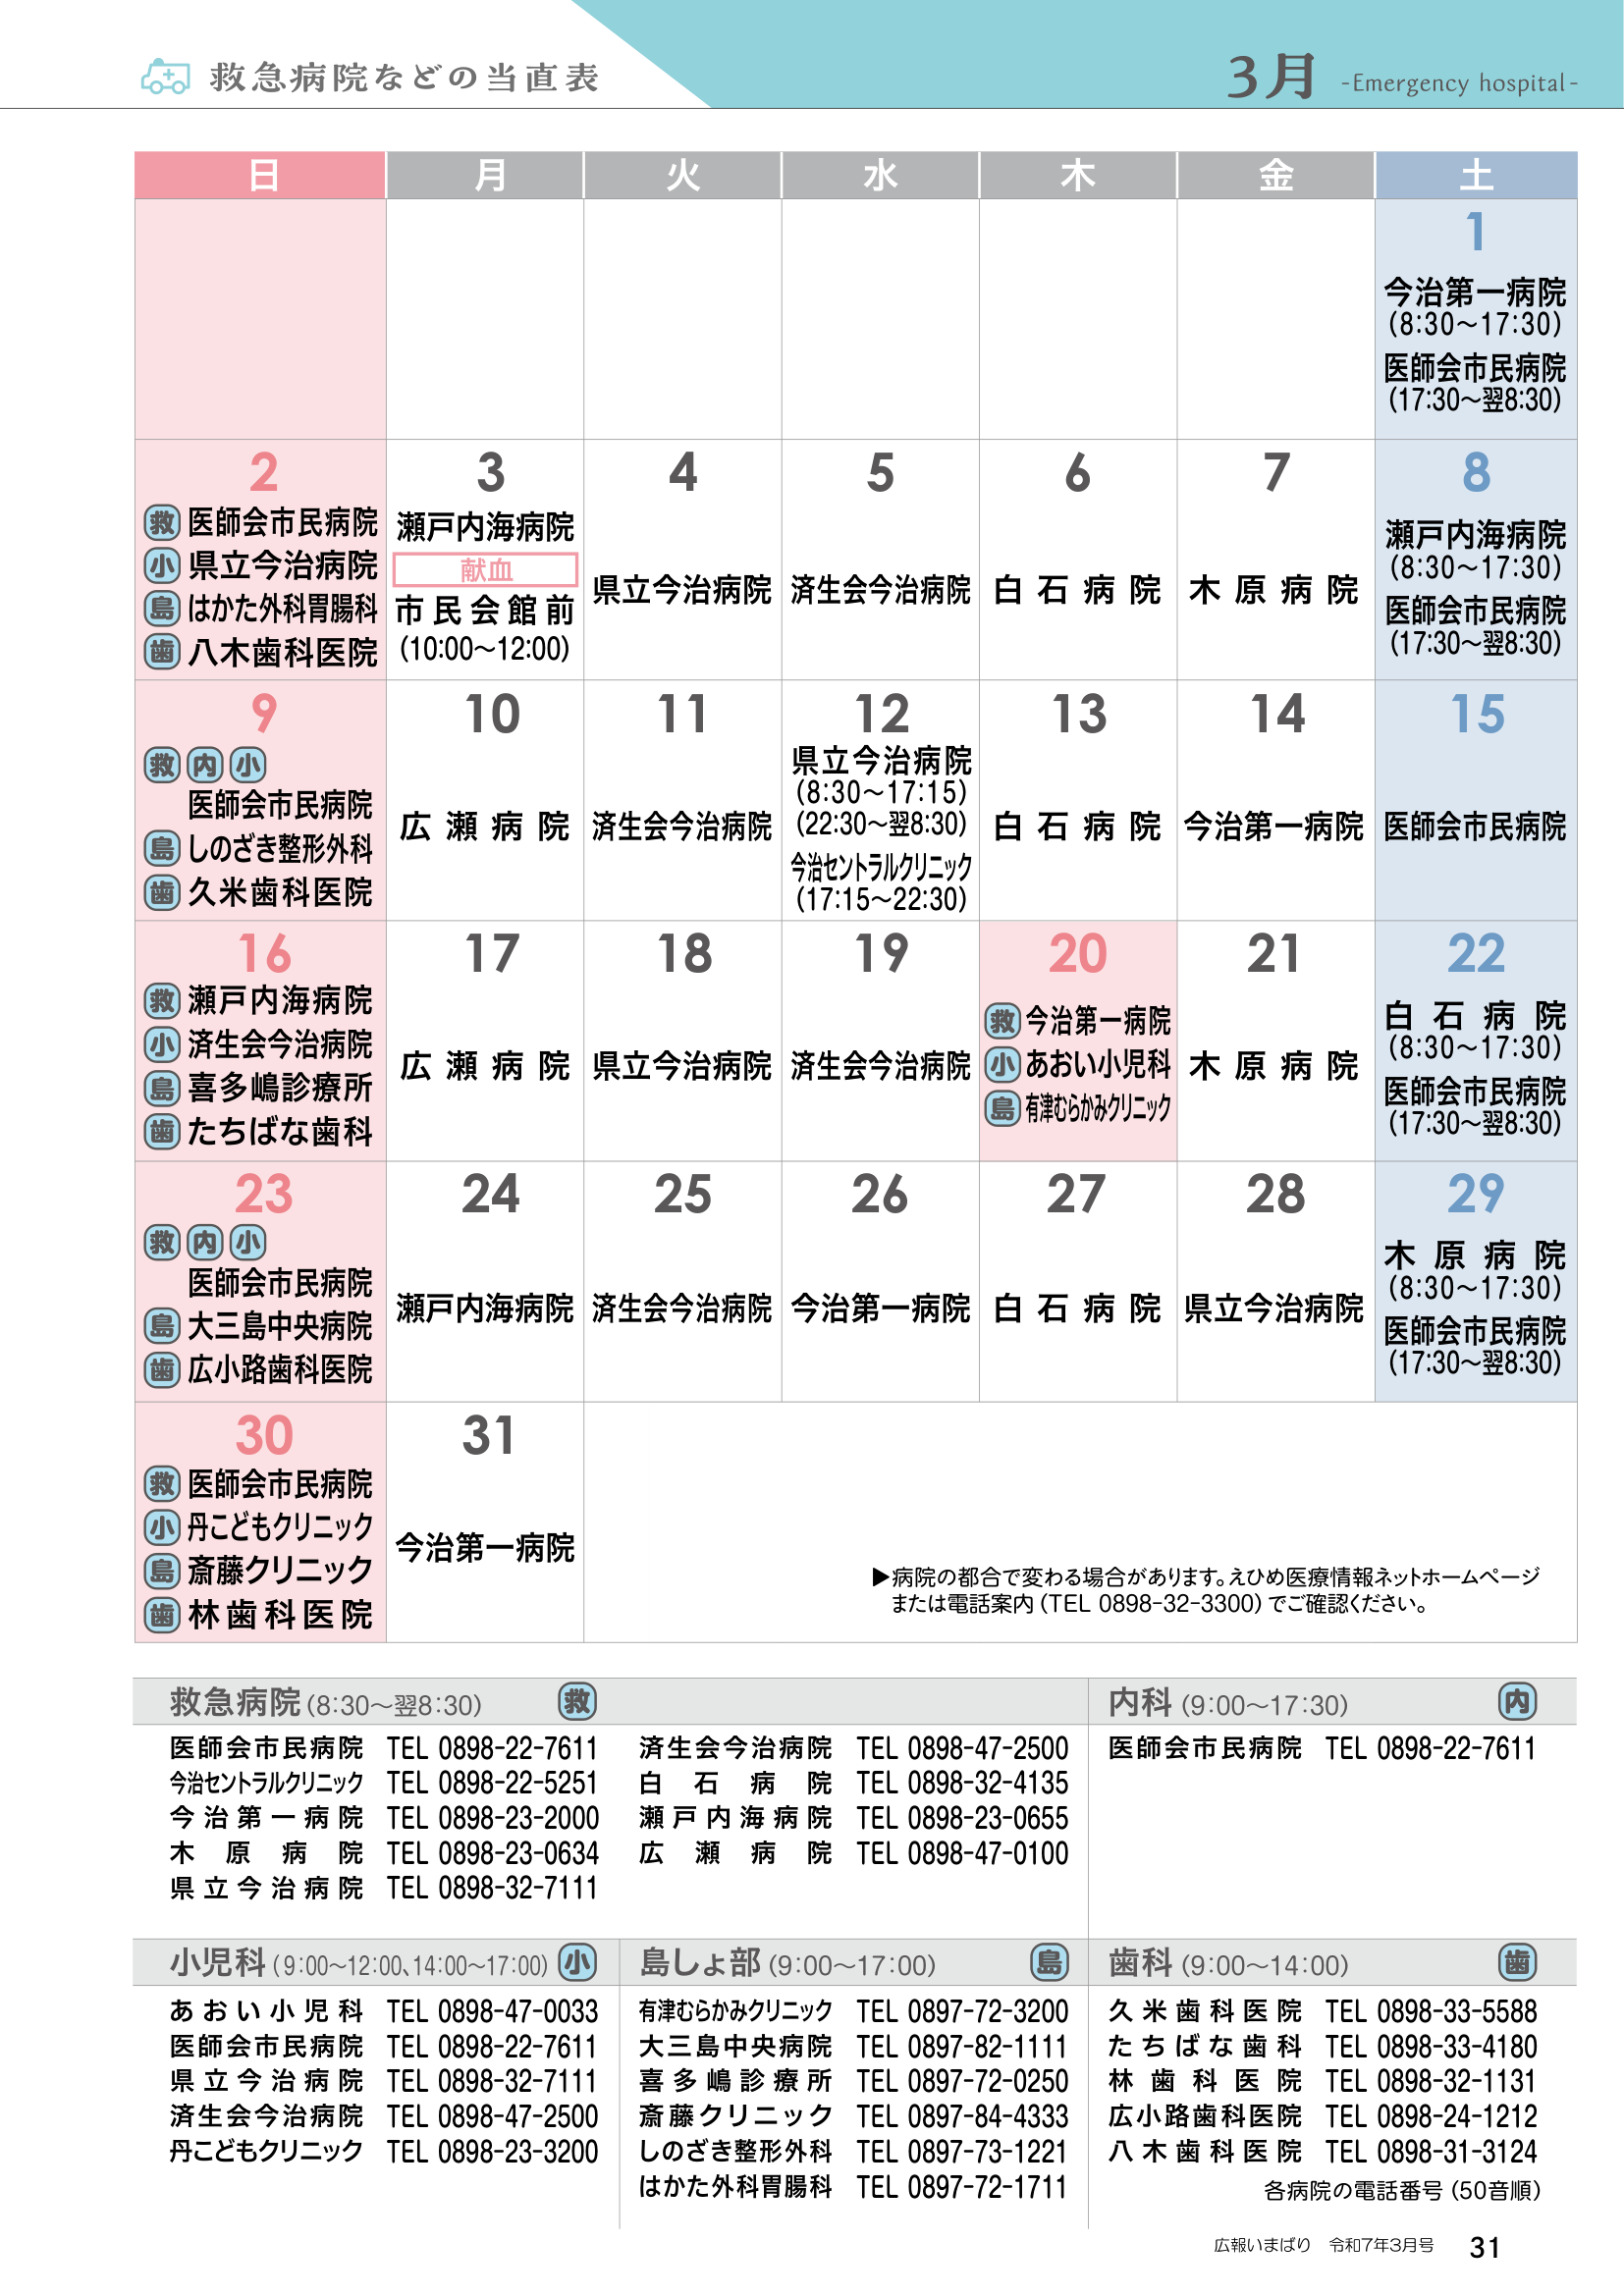 救急病院などの当直表
3月 -Emergency hospital-
日 月 火 水 木 金 土
1
今治第一病院
(8:30～17:30)
医師会市民病院
(17:30～翌8:30)
2
救 医師会市民病院
小 県立今治病院
島 はかた外科胃腸科
歯 八木歯科医院
3
瀬戸内海病院
献血
市民会館前
(10:00～12:00)
4
県立今治病院
5
済生会今治病院
6
白石病院
7
木原病院
8
瀬戸内海病院
(8:30～17:30)
医師会市民病院
(17:30～翌8:30)
9
救 内 小
医師会市民病院
島 しのざき整形外科
歯 久米歯科医院
10
広瀬病院
11
済生会今治病院
12
県立今治病院
(8:30～17:15)
(22:30～翌8:30)
今治セントラルクリニック
(17:15～22:30)
13
白石病院
14
今治第一病院
15
医師会市民病院
16
救 瀬戸内海病院
小 済生会今治病院
島 喜多嶋診療所
歯 たちばな歯科
17
広瀬病院
18
県立今治病院
19
済生会今治病院
20
救 今治第一病院
小 あおい小児科
島 有津むらかみクリニック
21
木原病院
22
白石病院
(8:30～17:30)
医師会市民病院
(17:30～翌8:30)
23
救 内 小
医師会市民病院
島 大三島中央病院
歯 広小路歯科医院
24
瀬戸内海病院
25
済生会今治病院
26
今治第一病院
27
白石病院
28
県立今治病院
29
木原病院
(8:30～17:30)
医師会市民病院
(17:30～翌8:30)
30
救 医師会市民病院
小 丹こどもクリニック
島 斎藤クリニック
歯 林歯科医院
31
今治第一病院
▶病院の都合で変わる場合があります。えひめ医療情報ネットホームページ
または電話案内（TEL 0898-32-3300）でご確認ください。
救急病院（8:30～翌8:30） 救
医師会市民病院 TEL 0898-22-7611
今治セントラルクリニック TEL 0898-22-5251
今治第一病院 TEL 0898-23-2000
木原病院 TEL 0898-23-0634
県立今治病院 TEL 0898-32-7111
済生会今治病院 TEL 0898-47-2500
白石病院 TEL 0898-32-4135
瀬戸内海病院 TEL 0898-23-0655
広瀬病院 TEL 0898-47-0100
内科（9:00～17:30） 内
医師会市民病院 TEL 0898-22-7611
小児科（9:00～12:00、14:00～17:00） 小
あおい小児科 TEL 0898-47-0033
医師会市民病院 TEL 0898-22-7611
県立今治病院 TEL 0898-32-7111
済生会今治病院 TEL 0898-47-2500
丹こどもクリニック TEL 0898-23-3200
島しょ部（9:00～17:00） 島
有津むらかみクリニック TEL 0897-72-3200
大三島中央病院 TEL 0897-82-1111
喜多嶋診療所 TEL 0897-72-0250
斎藤クリニック TEL 0897-84-4333
しのざき整形外科 TEL 0897-73-1221
はかた外科胃腸科 TEL 0897-72-1711
歯科（9:00～14:00） 歯
久米歯科医院 TEL 0898-33-5588
たちばな歯科 TEL 0898-33-4180
林歯科医院 TEL 0898-32-1131
広小路歯科医院 TEL 0898-24-1212
八木歯科医院 TEL 0898-31-3124
各病院の電話番号（50音順）
広報いまばり 令和7年3月号 31